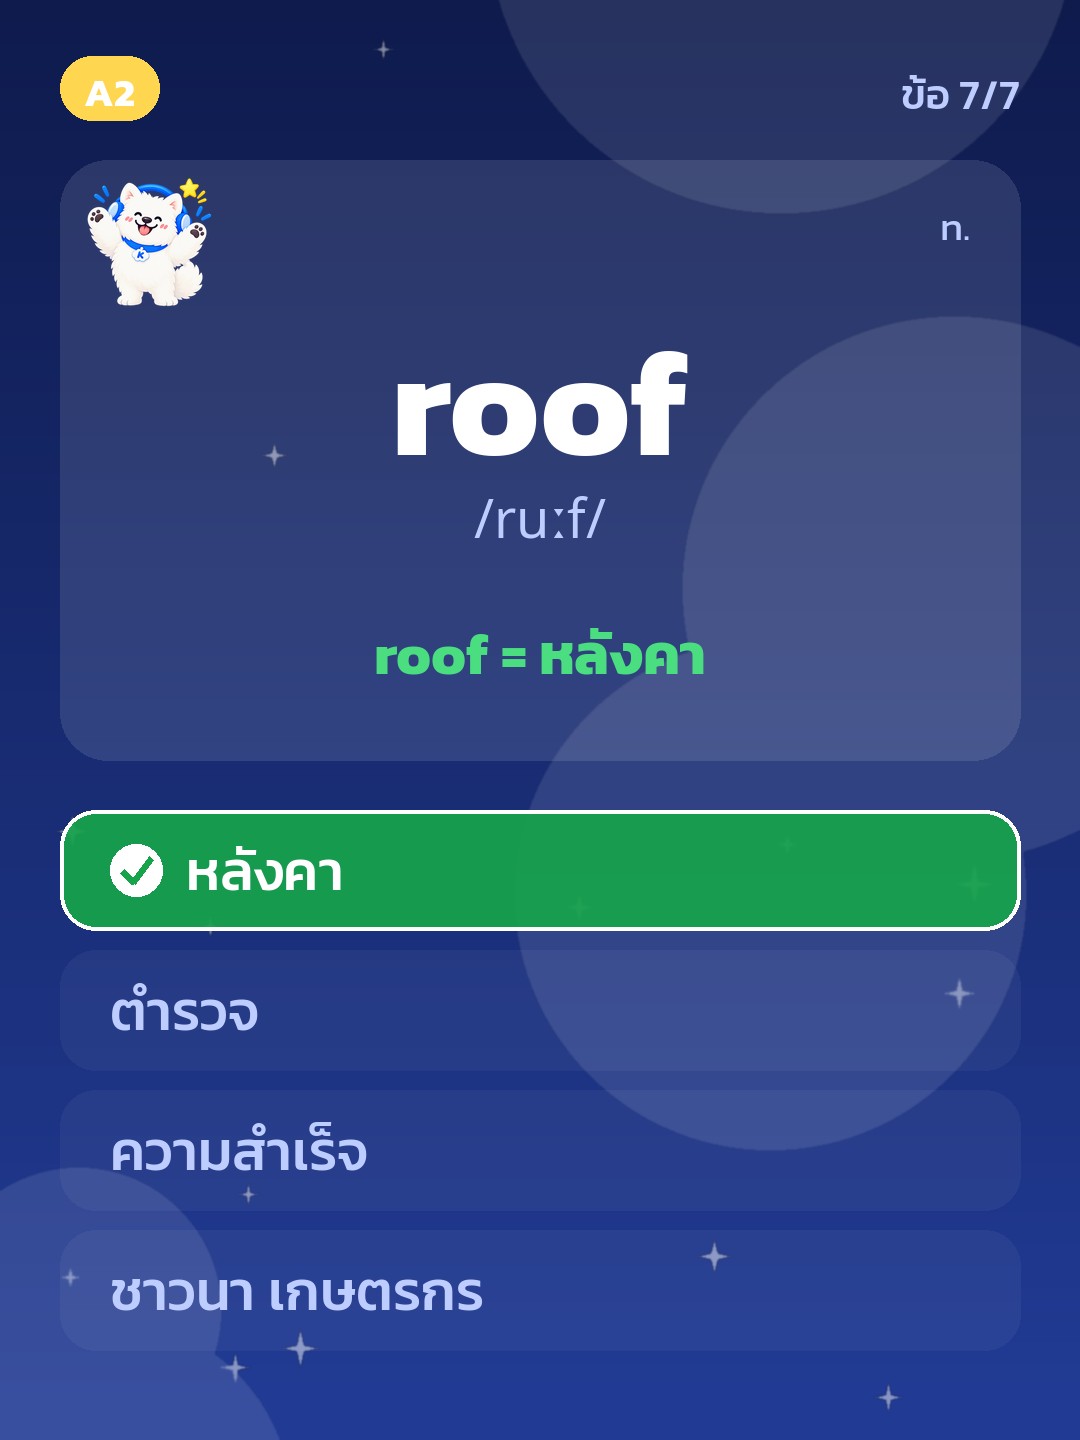 A2
ข้อ 7/7
n.
roof
/ruːf/
roof = หลังคา
หลังคา
ตำรวจ
ความสำเร็จ
ชาวนา เกษตรกร